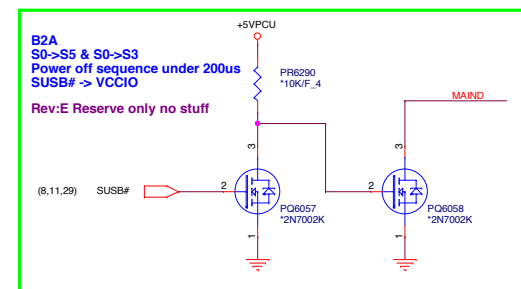 +5VPCU
B2A
S0->S5 & S0->S3
Power off sequence under 200us
SUSB# -> VCCIO
Rev:E Reserve only no stuff
PR6290
*10K/F_4
MAIND
3
3
(8,11,29) SUSB#
2
2
PQ6057
*2N7002K
PQ6058
*2N7002K
1
1